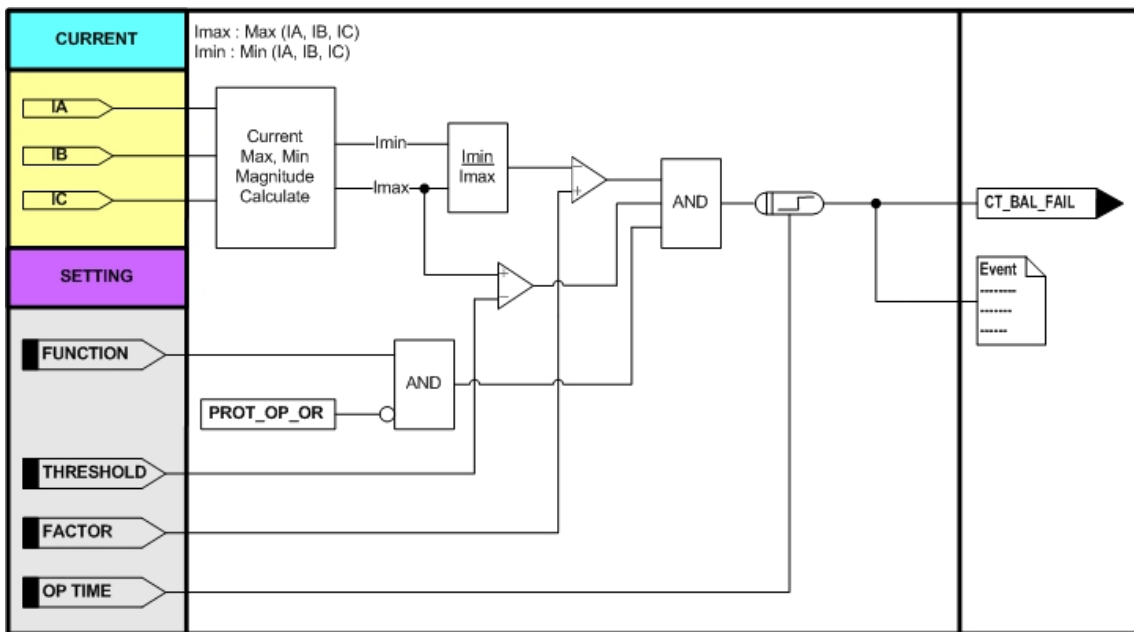 CURRENT
Imax : Max (IA, IB, IC)
Imin : Min (IA, IB, IC)
IA
IB
IC
Current
Max, Min
Magnitude
Calculate
Imin
Imax
Imin
Imax
-
+
AND
CT_BAL_FAIL
SETTING
+
-
Event
--------
-------
------
FUNCTION
AND
PROT_OP_OR
THRESHOLD
FACTOR
OP TIME